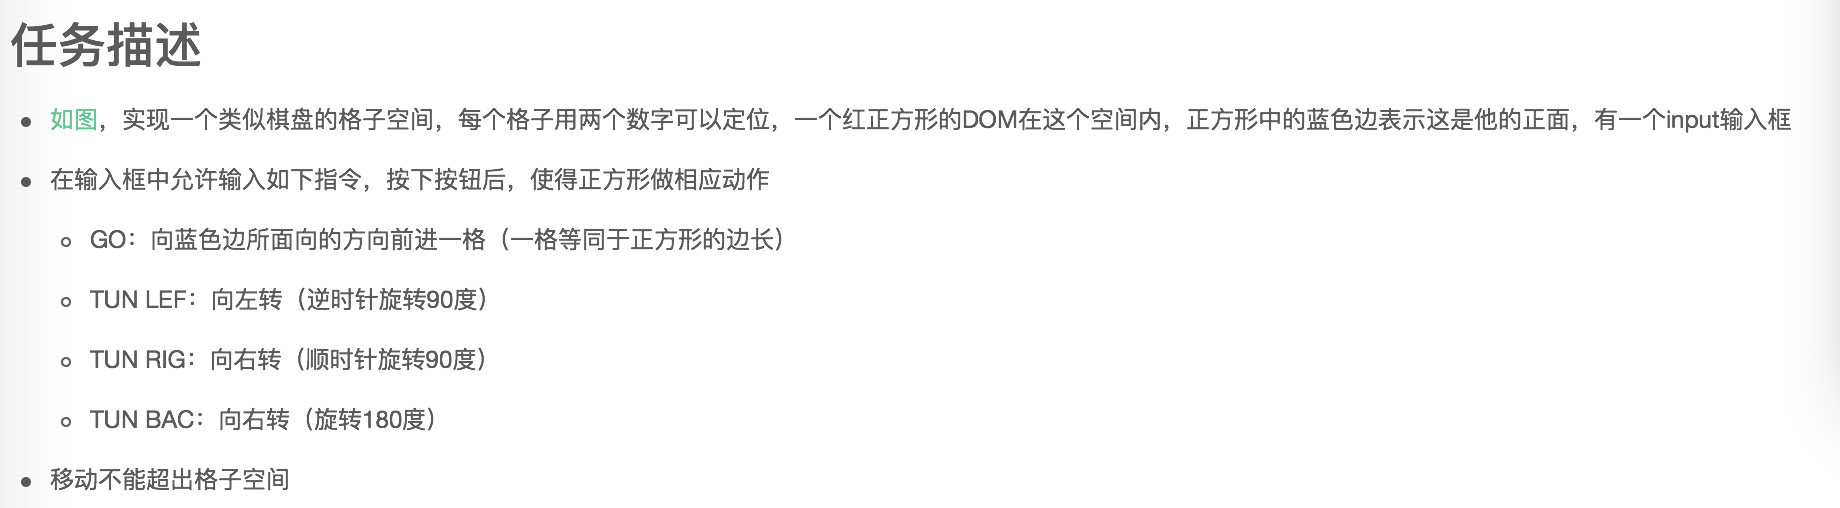 任务描述
如图，实现一个类似棋盘的格子空间，每个格子用两个数字可以定位，一个红正方形的DOM在这个空间内，正方形中的蓝色边表示这是他的正面，有一个input输入框
在输入框中允许输入如下指令，按下按钮后，使得正方形做相应动作
GO：向蓝色边所面向的方向前进一格（一格等同于正方形的边长）
TUN LEF：向左转（逆时针旋转90度）
TUN RIG：向右转（顺时针旋转90度）
TUN BAC：向右转（旋转180度）
移动不能超出格子空间